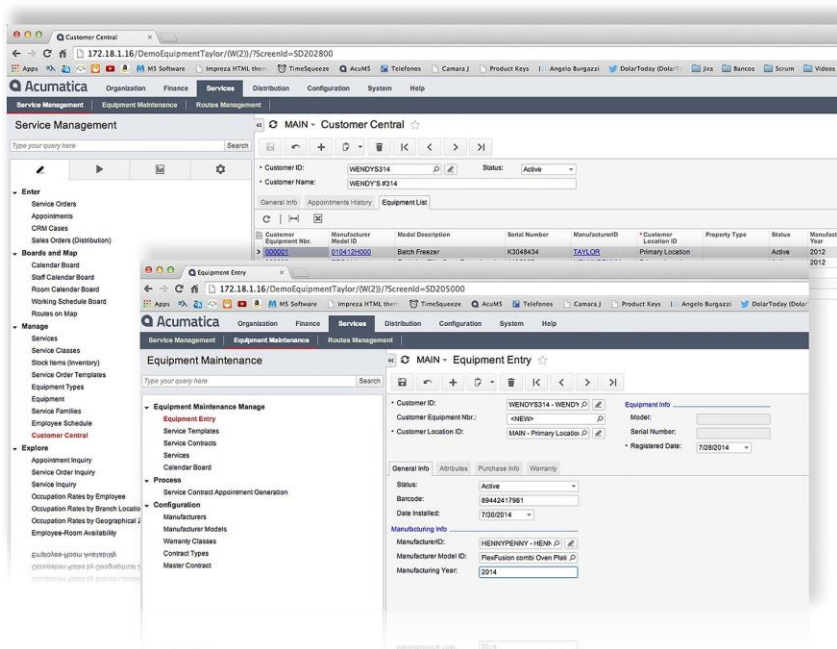 Customer Central
172.18.1.16/DemoEquipmentTaylor/(W(2))/?ScreenId=SD202800
Apps MS Software Impreza HTML them TimeSqueeze AcuMS Telefonos Camara J Product Keys Angelo Burgazzi DolarToday (DolarT Jira Bancos Scrum Videos
Acumatica Organization Finance Services Distribution Configuration System Help
Service Management Equipment Maintenance Routes Management
Service Management
MAIN - Customer Central
Type your query here Search
Customer ID: WENDYS314 Status: Active
Customer Name: WENDY'S #314
General Info Appointments History Equipment List
Customer Equipment Nbr. Manufacturer Model ID Model Description Serial Number ManufacturerID *Customer Location ID Property Type Status Manufact Year
000001 010412H000 Batch Freezer K3048434 TAYLOR Primary Location Active 2012
2012
Enter
Service Orders
Appointments
CRM Cases
Sales Orders (Distribution)
Boards and Map
Calendar Board
Staff Calendar Board
Room Calendar Board
Working Schedule Board
Routes on Map
Manage
Services
Service Classes
Stock Items (Inventory)
Service Order Templates
Equipment Types
Equipment
Service Families
Employee Schedule
Customer Central
Explore
Appointment Inquiry
Service Order Inquiry
Service Inquiry
Occupation Rates by Employee
Occupation Rates by Branch Locatio
Occupation Rates by Geographical Z
Employee-Room Availability
Equipment Entry
172.18.1.16/DemoEquipmentTaylor/(W(2))/?ScreenId=SD205000
Apps MS Software Impreza HTML them TimeSqueeze AcuMS Telefonos Camara J Product Keys Angelo Burgazzi DolarToday (Dolar
Acumatica Organization Finance Services Distribution Configuration System Help
Service Management Equipment Maintenance Routes Management
Equipment Maintenance
MAIN - Equipment Entry
Type your query here Search
Equipment Maintenance Manage
Equipment Entry
Service Templates
Service Contracts
Services
Calendar Board
Process
Service Contract Appointment Generation
Configuration
Manufacturers
Manufacturer Models
Warranty Classes
Contract Types
Master Contract
Customer ID: WENDYS314 - WENDY Equipment Info
Customer Equipment Nbr.: <NEW> Model:
Customer Location ID: MAIN - Primary Locatio Serial Number:
Registered Date: 7/28/2014
General Info Attributes Purchase Info Warranty
Status: Active
Barcode: 89442417961
Date Installed: 7/30/2014
Manufacturing Info
ManufacturerID: HENNYPENNY - HENN
Manufacturer Model ID: FlexFusion combi Oven Plati
Manufacturing Year: 2014